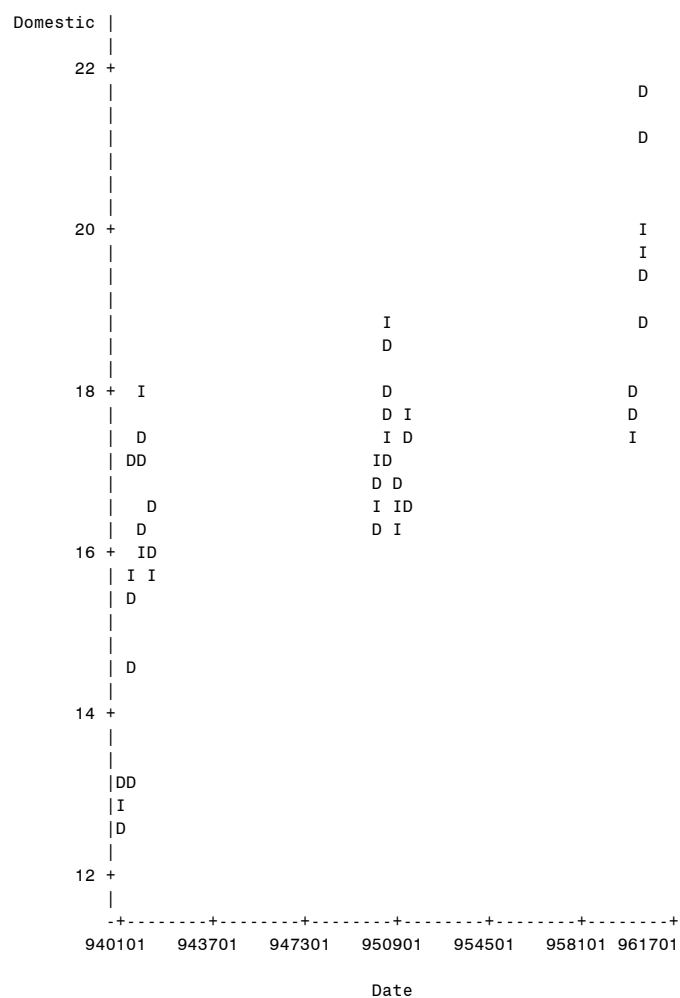 Domestic |
|
22 +
| D
|
| D
|
|
|
20 + I
| I
| D
|
| I D
| D
|
18 + I D D
| D I D
| D I D I
| DD ID
| D D
| D I ID
| D D I
16 + ID
| I I
| D
|
|
| D
|
14 +
|
|
|DD
|I
|D
|
12 +
|
-+--------+--------+--------+--------+--------+--------+
940101 943701 947301 950901 954501 958101 961701
Date